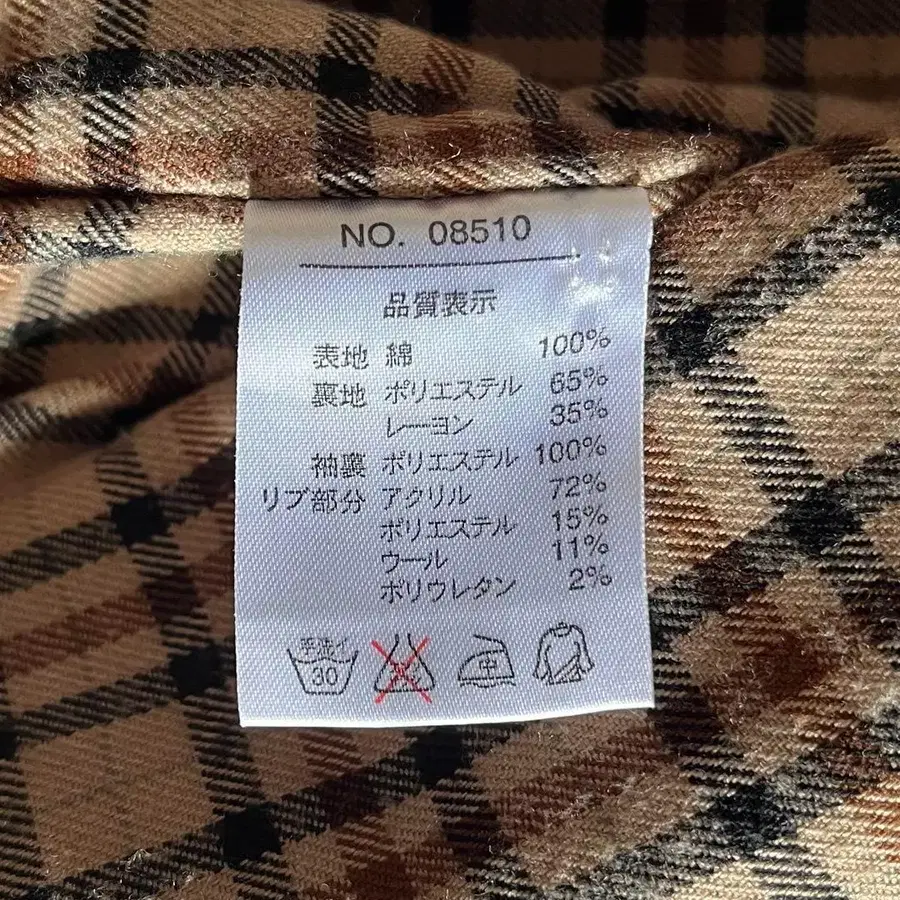 NO. 08510
品質表示
表地 綿 100%
裏地 ポリエステル 65%
レーヨン 35%
袖裏 ポリエステル 100%
リブ部分 アクリル 72%
ポリエステル 15%
ウール 11%
ポリウレタン 2%
手洗イ 30 中